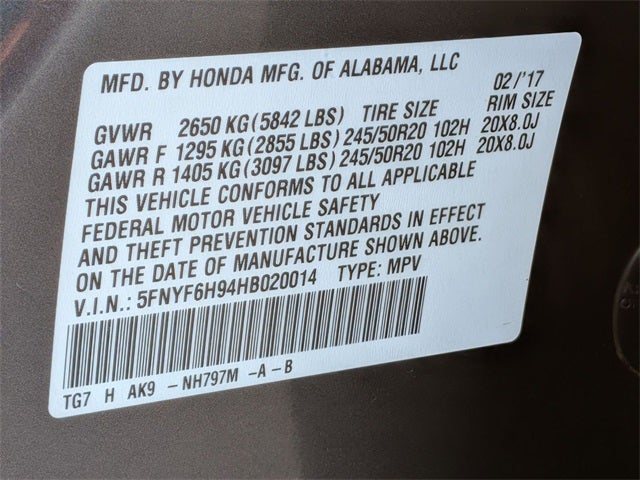 MFD. BY HONDA MFG. OF ALABAMA, LLC 02/'17
GVWR 2650 KG (5842 LBS) TIRE SIZE RIM SIZE
GAWR F 1295 KG (2855 LBS) 245/50R20 102H 20X8.0J
GAWR R 1405 KG (3097 LBS) 245/50R20 102H 20X8.0J
THIS VEHICLE CONFORMS TO ALL APPLICABLE
FEDERAL MOTOR VEHICLE SAFETY
AND THEFT PREVENTION STANDARDS IN EFFECT
ON THE DATE OF MANUFACTURE SHOWN ABOVE.
V.I.N.: 5FNYF6H94HB020014 TYPE: MPV
TG7 H AK9 -NH797M -A-B